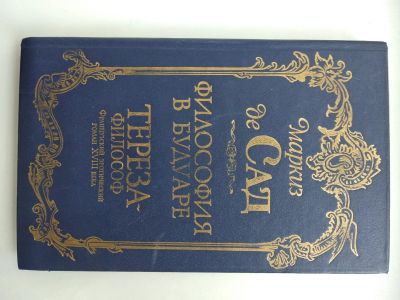 Маркиз
де САД
ФИЛОСОФИЯ
В БУДУАРЕ
ТЕРЕЗА-
ФИЛОСОФ
Французский эротический
роман XVIII века